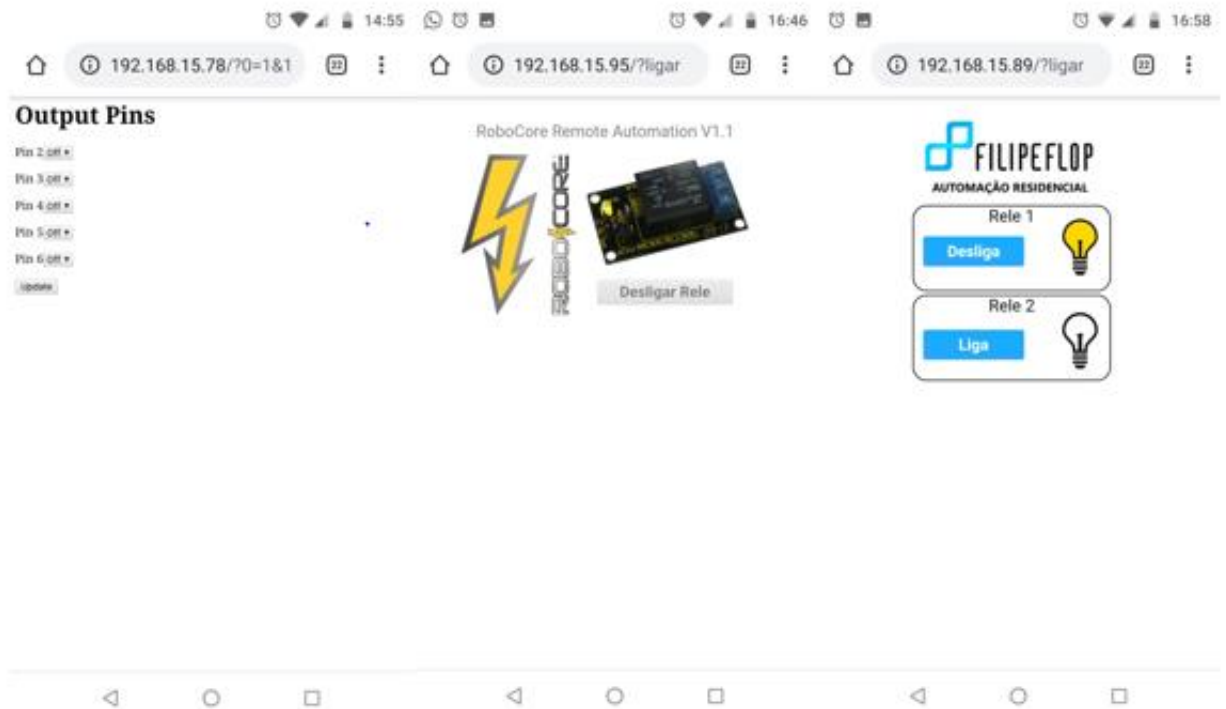 14:55
192.168.15.78/?0=1&1
22
Output Pins
Pin 2 Off
Pin 3 Off
Pin 4 Off
Pin 5 Off
Pin 6 Off
Update
16:46
192.168.15.95/?ligar
22
RoboCore Remote Automation V1.1
ROBOCORE
Desligar Rele
16:58
192.168.15.89/?ligar
22
FILIPEFLOP
AUTOMAÇÃO RESIDENCIAL
Rele 1
Desliga
Rele 2
Liga